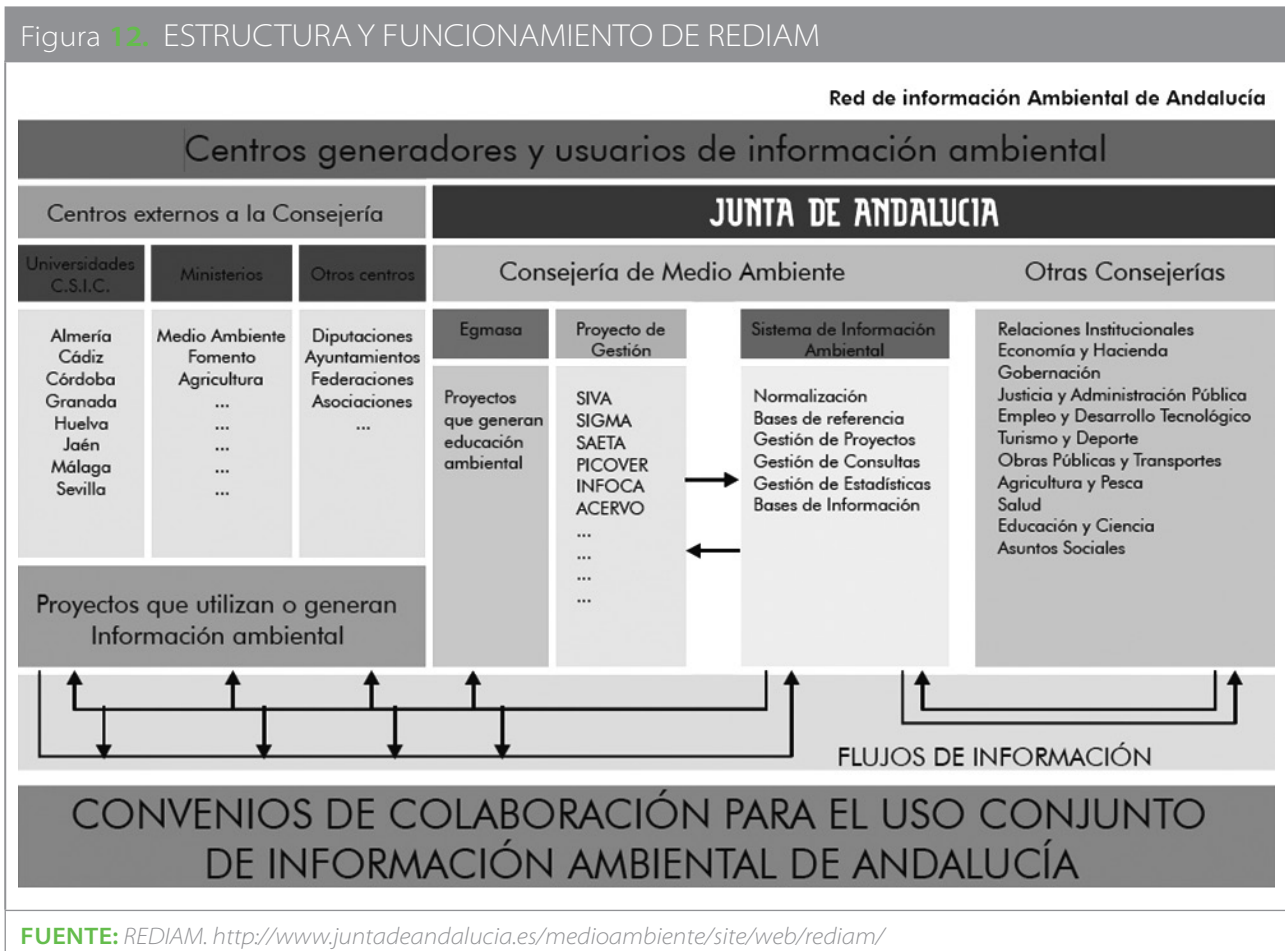 Figura 12. ESTRUCTURA Y FUNCIONAMIENTO DE REDIAM
Red de información Ambiental de Andalucía
Centros generadores y usuarios de información ambiental
Centros externos a la Consejería
JUNTA DE ANDALUCIA
Universidades
C.S.I.C.
Ministerios
Otros centros
Consejería de Medio Ambiente
Otras Consejerías
Almería
Cádiz
Córdoba
Granada
Huelva
Jaén
Málaga
Sevilla
Medio Ambiente
Fomento
Agricultura
...
...
...
...
...
Diputaciones
Ayuntamientos
Federaciones
Asociaciones
...
Egmasa
Proyectos
que generan
educación
ambiental
Proyecto de
Gestión
SIVA
SIGMA
SAETA
PICOVER
INFOCA
ACERVO
...
...
...
...
Sistema de Información
Ambiental
Normalización
Bases de referencia
Gestión de Proyectos
Gestión de Consultas
Gestión de Estadísticas
Bases de Información
Relaciones Institucionales
Economía y Hacienda
Gobernación
Justicia y Administración Pública
Empleo y Desarrollo Tecnológico
Turismo y Deporte
Obras Públicas y Transportes
Agricultura y Pesca
Salud
Educación y Ciencia
Asuntos Sociales
Proyectos que utilizan o generan
Información ambiental
FLUJOS DE INFORMACIÓN
CONVENIOS DE COLABORACIÓN PARA EL USO CONJUNTO
DE INFORMACIÓN AMBIENTAL DE ANDALUCÍA
FUENTE: REDIAM. http://www.juntadeandalucia.es/medioambiente/site/web/rediam/